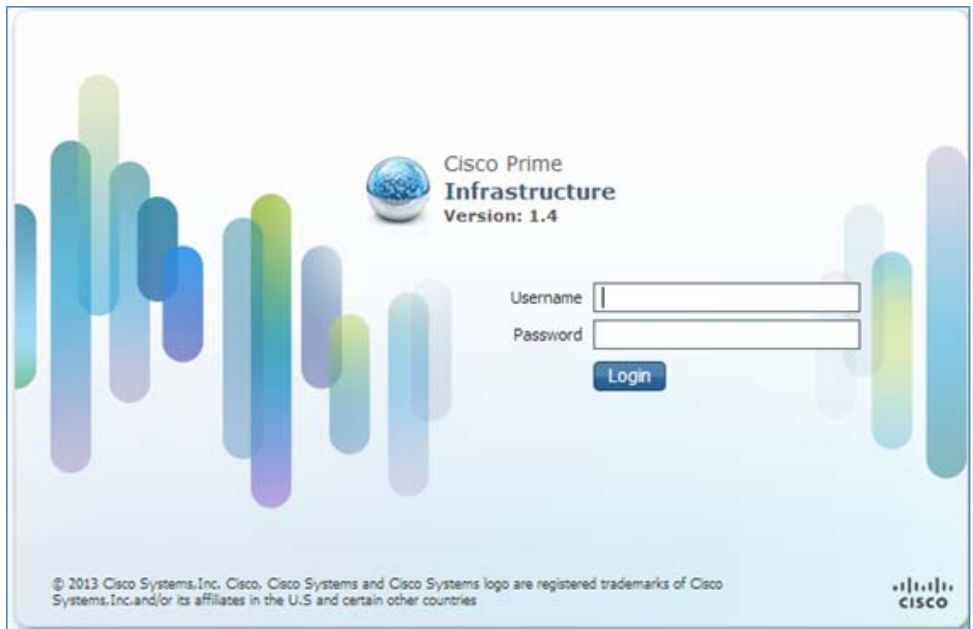 Cisco Prime
Infrastructure
Version: 1.4
Username
Password
Login
© 2013 Cisco Systems,Inc. Cisco, Cisco Systems and Cisco Systems logo are registered trademarks of Cisco
Systems,Inc.and/or its affiliates in the U.S and certain other countries
CISCO